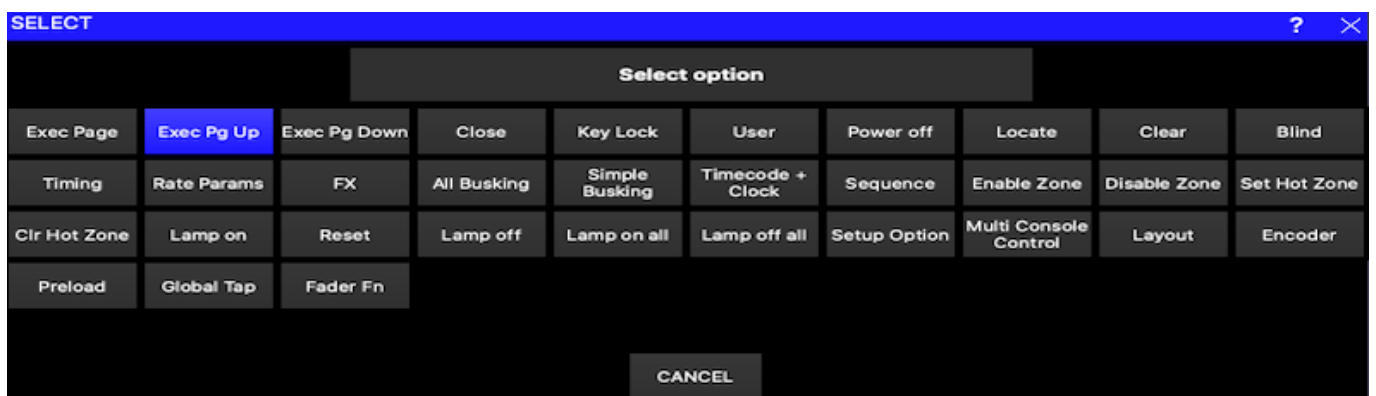 SELECT ?
Select option
Exec Page Exec Pg Up Exec Pg Down Close Key Lock User Power off Locate Clear Blind
Timing Rate Params FX All Busking Simple Busking Timecode + Clock Sequence Enable Zone Disable Zone Set Hot Zone
Clr Hot Zone Lamp on Reset Lamp off Lamp on all Lamp off all Setup Option Multi Console Control Layout Encoder
Preload Global Tap Fader Fn
CANCEL